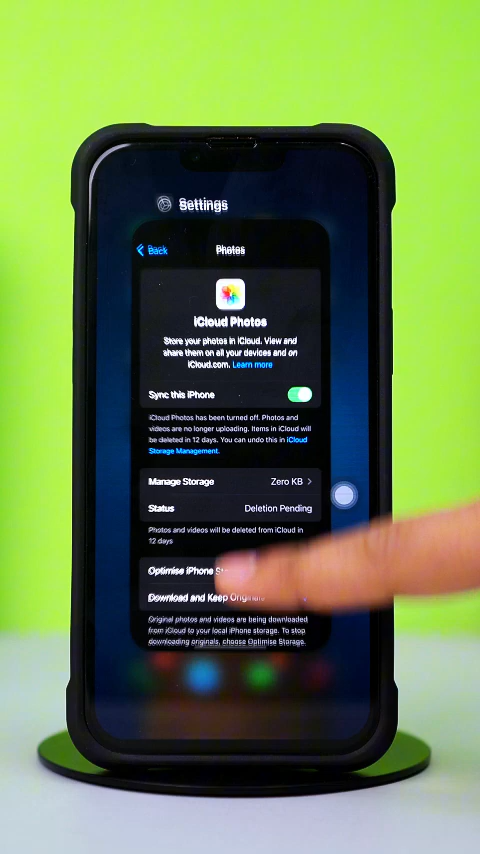 Settings
Back
Photos
iCloud Photos
Store your photos in iCloud. View and
share them on all your devices and on
iCloud.com. Learn more
Sync this iPhone
iCloud Photos has been turned off. Photos and
videos are no longer uploading. Items in iCloud will
be deleted in 12 days. You can undo this in iCloud
Storage Management.
Manage Storage Zero KB
Status Deletion Pending
Photos and videos will be deleted from iCloud in
12 days
Optimise iPhone
Download and Keep Originals
Original photos and videos are being downloaded
from iCloud to your local iPhone storage. To stop
downloading originals, choose Optimise Storage.